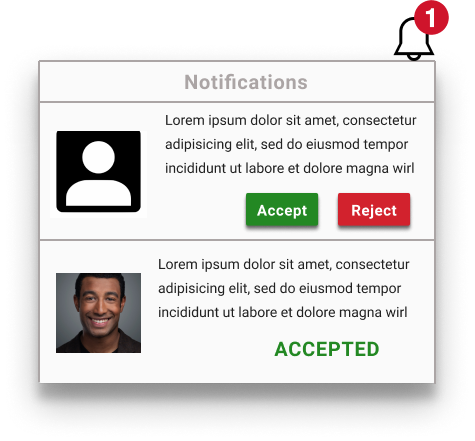 1
Notifications
Lorem ipsum dolor sit amet, consectetur
adipisicing elit, sed do eiusmod tempor
incididunt ut labore et dolore magna wirl
Accept
Reject
Lorem ipsum dolor sit amet, consectetur
adipisicing elit, sed do eiusmod tempor
incididunt ut labore et dolore magna wirl
ACCEPTED